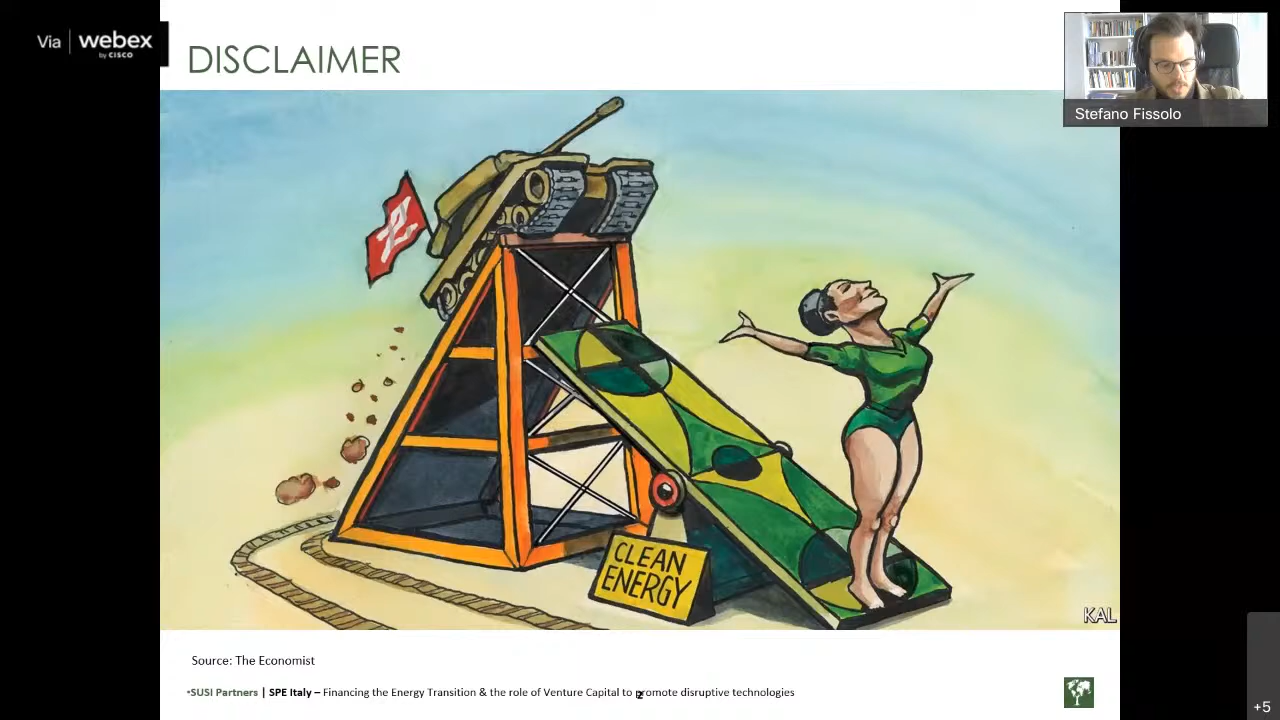 Via webex
by CISCO
DISCLAIMER
Stefano Fissolo
Z
CLEAN
ENERGY
KAL
Source: The Economist
•SUSI Partners | SPE Italy – Financing the Energy Transition & the role of Venture Capital to promote disruptive technologies
2
+5